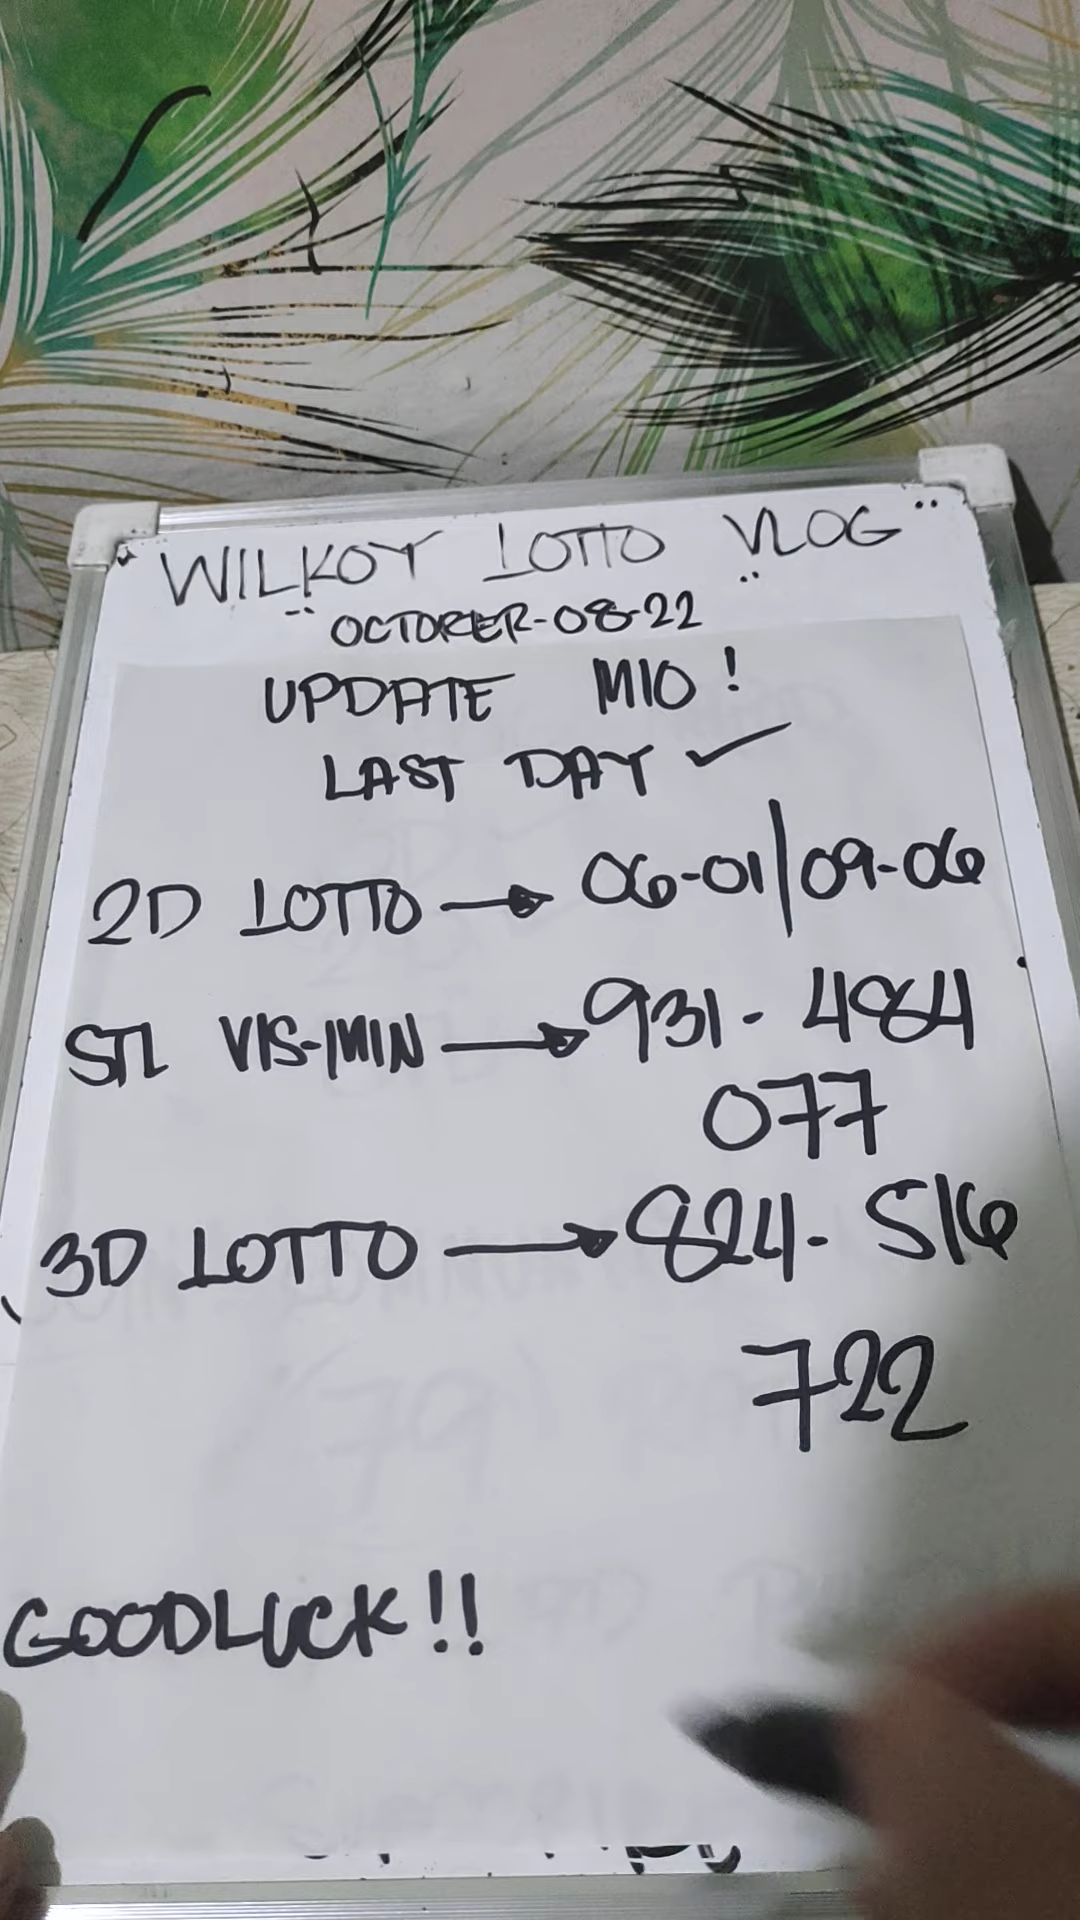 WILKOY LOTTO VLOG
OCTOBER-08-22
UPDATE M10!
LAST DAY ✓
2D LOTTO → 06-01/09-06
STL VIS-MIN → 931-484
077
3D LOTTO → 824-516
722
GOODLUCK!!